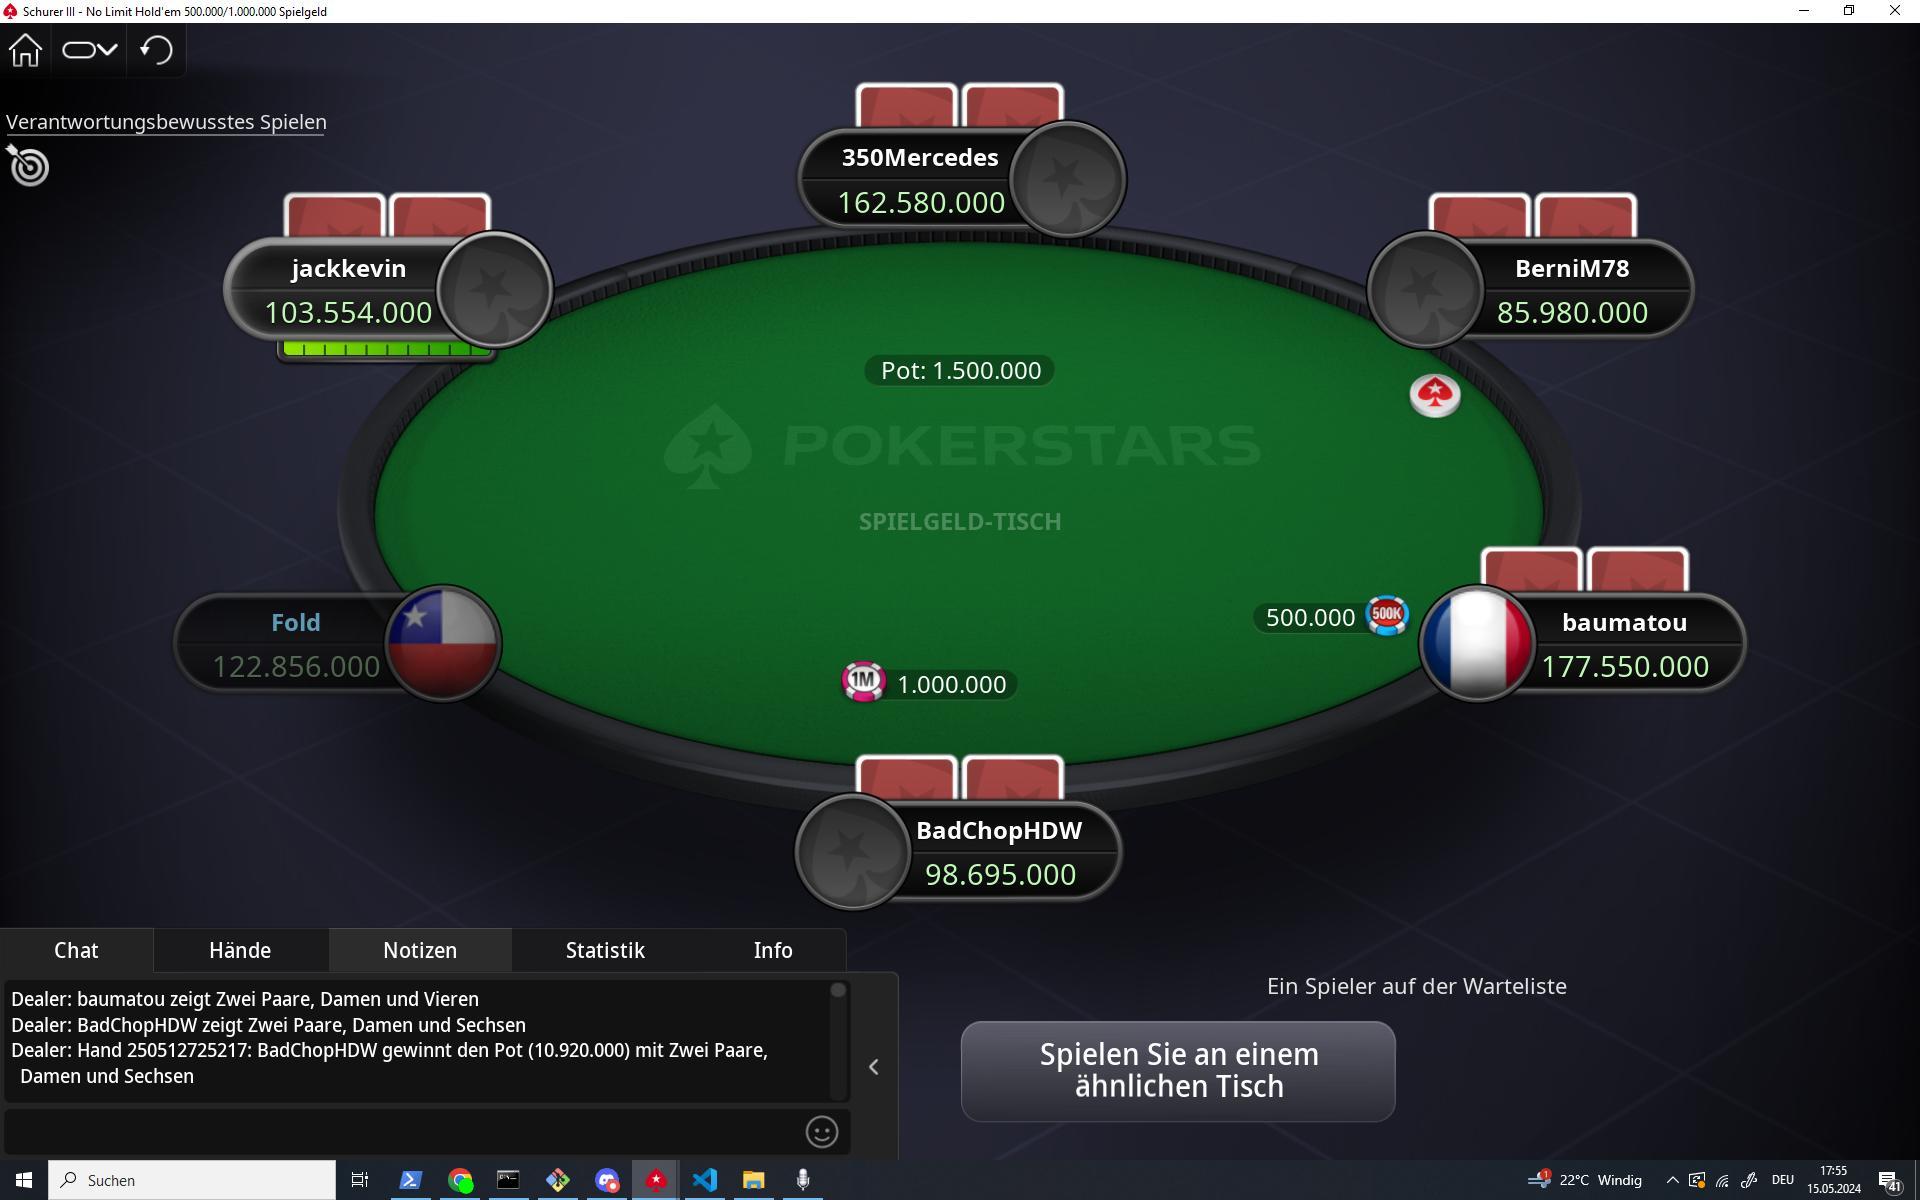 Schurer III - No Limit Hold'em 500.000/1.000.000 Spielgeld
Verantwortungsbewusstes Spielen
350Mercedes
162.580.000
jackkevin
103.554.000
BerniM78
85.980.000
Pot: 1.500.000
POKERSTARS
SPIELGELD-TISCH
Fold
122.856.000
500.000
500K
baumatou
177.550.000
1M
1.000.000
BadChopHDW
98.695.000
Chat Hände Notizen Statistik Info
Dealer: baumatou zeigt Zwei Paare, Damen und Vieren
Dealer: BadChopHDW zeigt Zwei Paare, Damen und Sechsen
Dealer: Hand 250512725217: BadChopHDW gewinnt den Pot (10.920.000) mit Zwei Paare,
Damen und Sechsen
Ein Spieler auf der Warteliste
Spielen Sie an einem
ähnlichen Tisch
Suchen
1
22°C Windig
DEU
17:55
15.05.2024
41